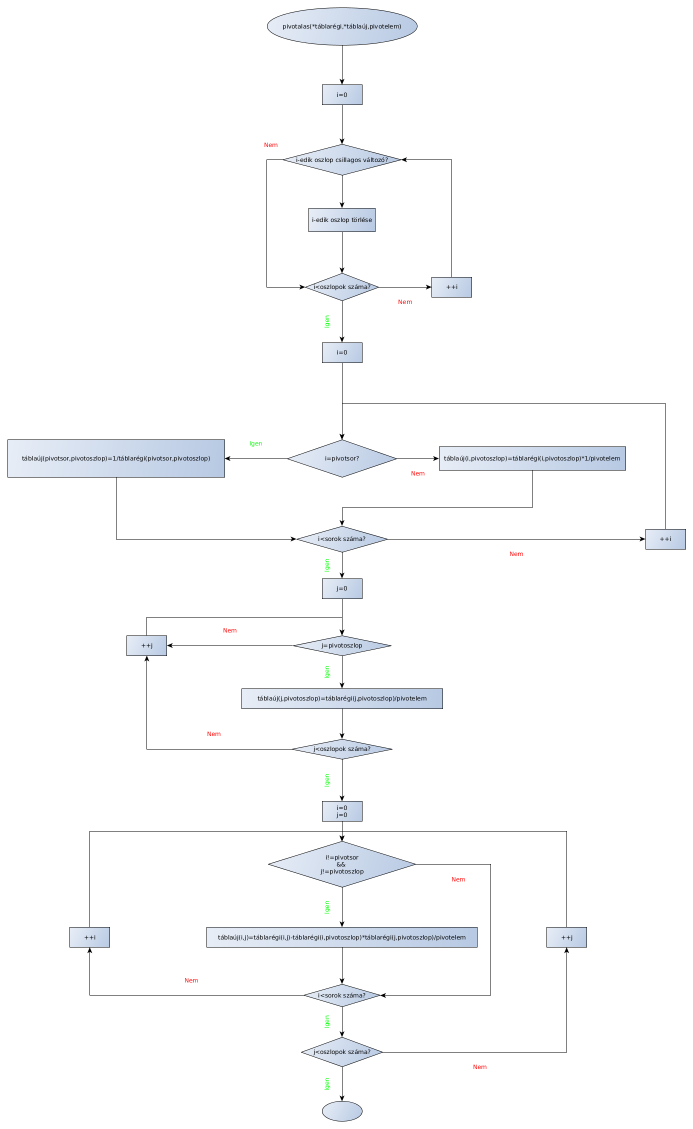 pivotalas(*táblarégi,*táblaúj,pivotelem)
i=0
Nem
i-edik oszlop csillagos változó?
i-edik oszlop törlése
i<oszlopok száma?
++i
Nem
Igen
i=0
Igen
táblaúj(pivotsor,pivotoszlop)=1/táblarégi(pivotsor,pivotoszlop)
i=pivotsor?
táblaúj(i,pivotoszlop)=táblarégi(i,pivotoszlop)*1/pivotelem
Nem
i<sorok száma?
++i
Nem
Igen
j=0
Nem
++j
j=pivotoszlop
Igen
táblaúj(j,pivotoszlop)=táblarégi(j,pivotoszlop)/pivotelem
Nem
j<oszlopok száma?
Igen
i=0
j=0
i!=pivotsor
&&
j!=pivotoszlop
Nem
Igen
++i
táblaúj(i,j)=táblarégi(i,j)-táblarégi(i,pivotoszlop)*táblarégi(j,pivotoszlop)/pivotelem
++j
Nem
i<sorok száma?
Igen
j<oszlopok száma?
Nem
Igen